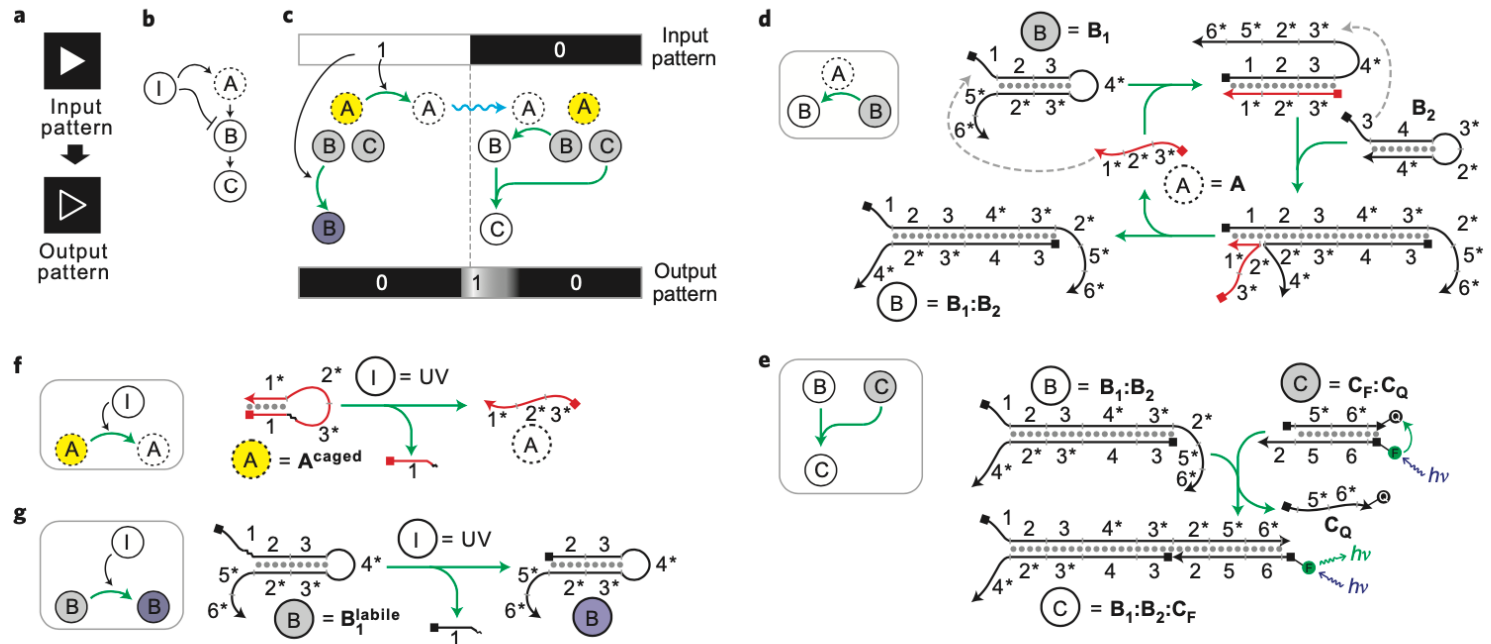 a
Input
pattern
Output
pattern
b
I
A
B
C
c
1
0
Input
pattern
A
A
A
A
B
C
B
B
C
B
C
0
1
0
Output
pattern
d
A
B
B
B = B1
1
2
3
4*
5*
2*
3*
6*
6*
5*
2*
3*
1
2
3
4*
1*
2*
3*
B2
3
4
3*
4*
2*
1*
2*
3*
A = A
1
2
3
4*
3*
2*
2*
3*
4
3
5*
4*
6*
B = B1:B2
1
2
3
4*
3*
2*
1*
2*
2*
3*
4
3
5*
3*
4*
6*
e
B
C
C
B = B1:B2
C = CF:CQ
1
2
3
4*
3*
2*
2*
3*
4
3
5*
4*
6*
5*
6*
Q
2
5
6
F
hν
5*
6*
Q
CQ
1
2
3
4*
3*
2*
5*
6*
2*
3*
4
3
2
5
6
F
hν
hν
4*
C = B1:B2:CF
f
I
A
A
1*
2*
1
3*
I = UV
1
1*
2*
3*
A
A = Acaged
g
I
B
B
1
2
3
4*
5*
2*
3*
6*
B = B1labile
I = UV
1
2
3
4*
5*
2*
3*
6*
B